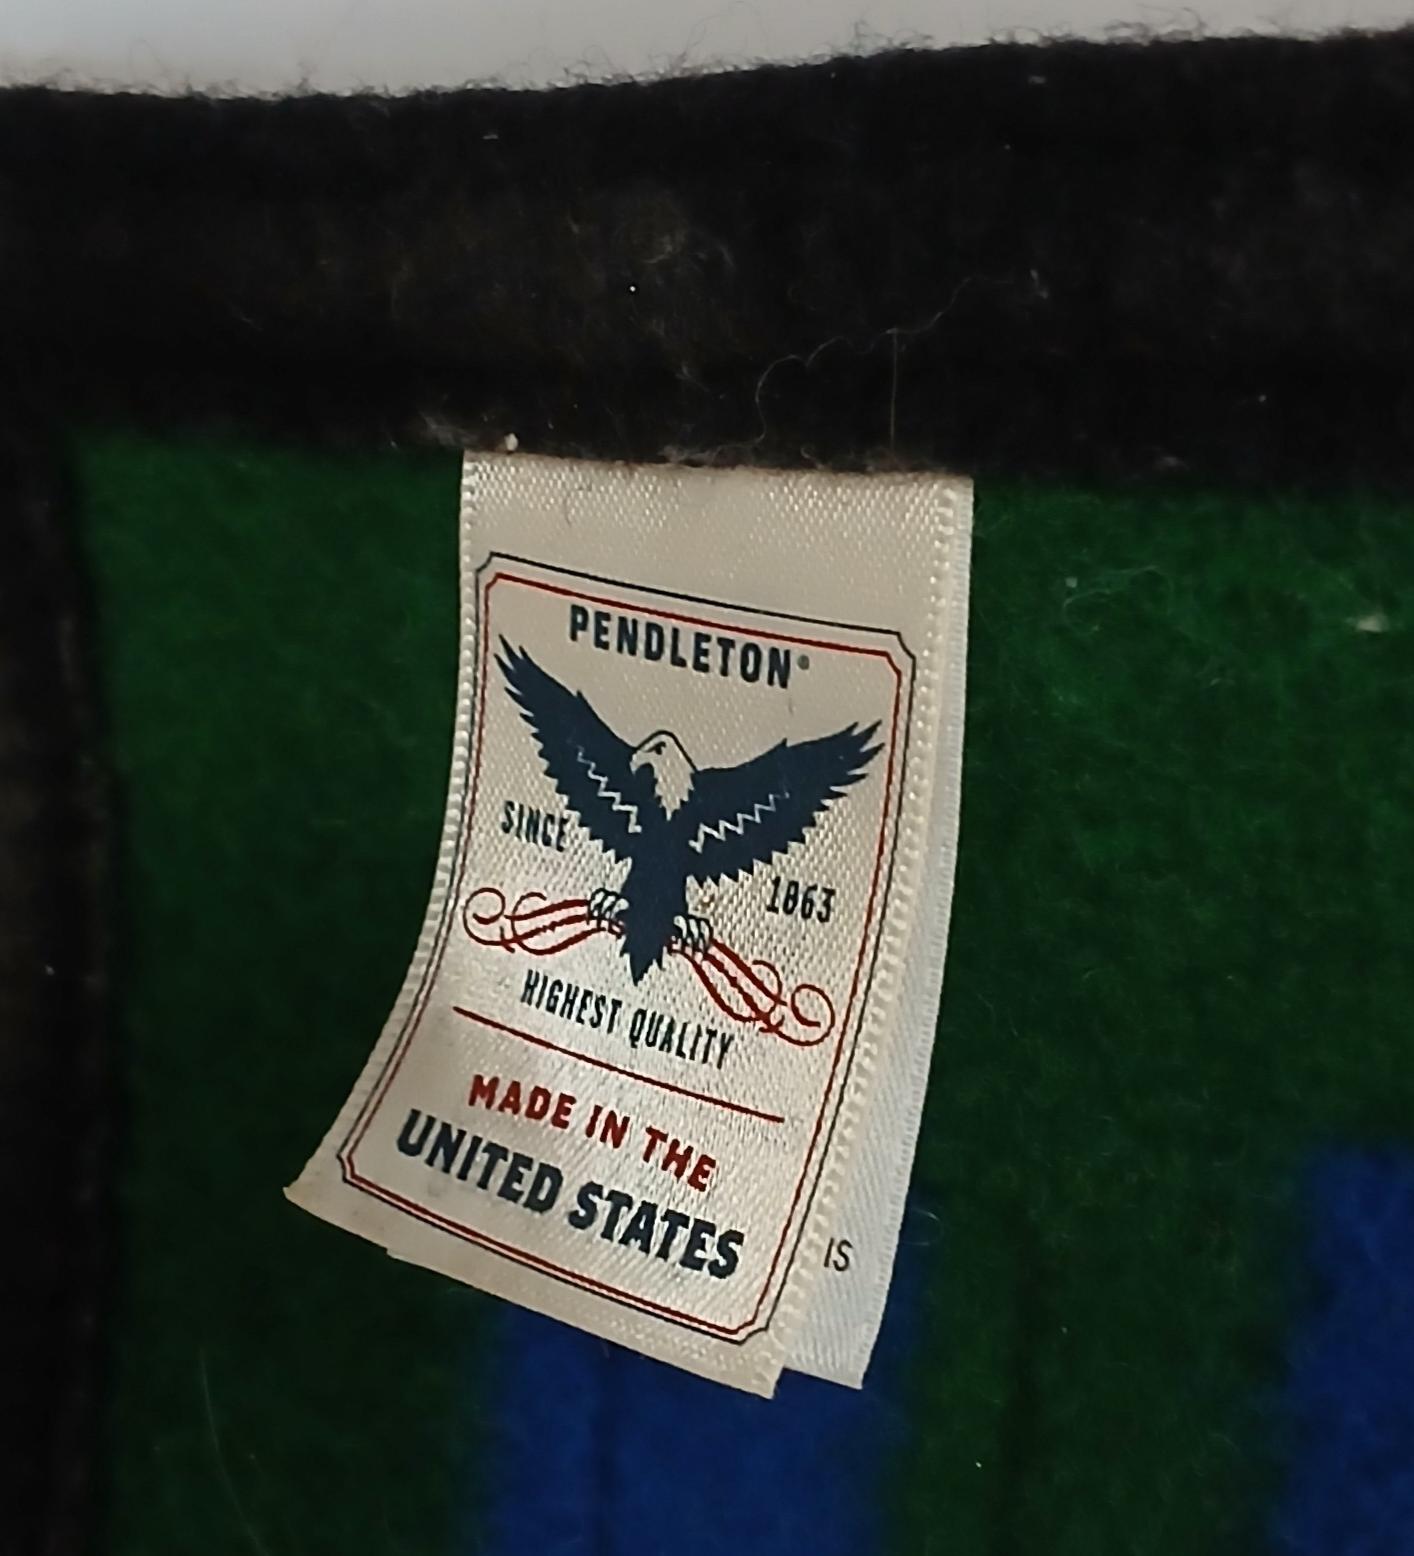 PENDLETON®
SINCE
1863
HIGHEST QUALITY
MADE IN THE
UNITED STATES
IS